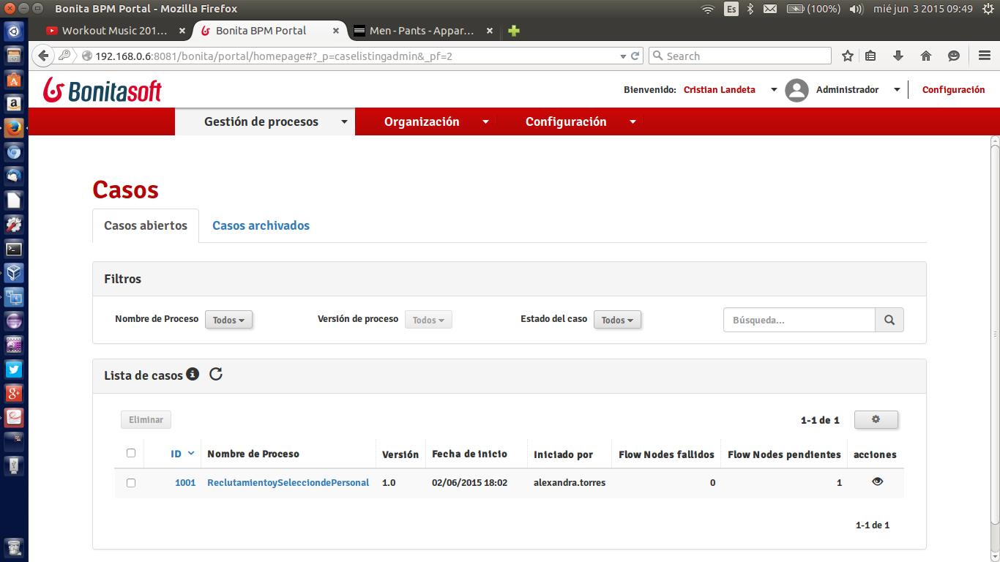 Bonita BPM Portal - Mozilla Firefox
Es (100%) mié jun 3 2015 09:49
Workout Music 201... Bonita BPM Portal Men - Pants - Appar...
192.168.0.6:8081/bonita/portal/homepage#?_p=caselistingadmin&_pf=2 Search
Bonitasoft
Bienvenido: Cristian Landeta Administrador Configuración
Gestión de procesos Organización Configuración
Casos
Casos abiertos Casos archivados
Filtros
Nombre de Proceso Todos Versión de proceso Todos Estado del caso Todos Búsqueda...
Lista de casos
Eliminar 1-1 de 1
ID Nombre de Proceso Versión Fecha de inicio Iniciado por Flow Nodes fallidos Flow Nodes pendientes acciones
1001 ReclutamientoySelecciondePersonal 1.0 02/06/2015 18:02 alexandra.torres 0 1
1-1 de 1